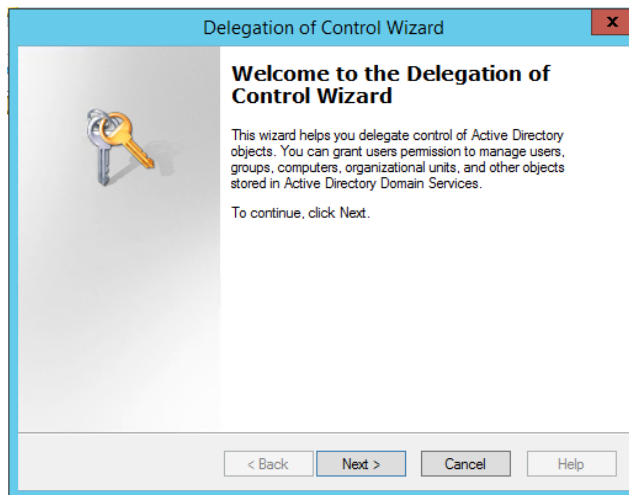 Delegation of Control Wizard
x
Welcome to the Delegation of
Control Wizard
This wizard helps you delegate control of Active Directory
objects. You can grant users permission to manage users,
groups, computers, organizational units, and other objects
stored in Active Directory Domain Services.
To continue, click Next.
< Back
Next >
Cancel
Help